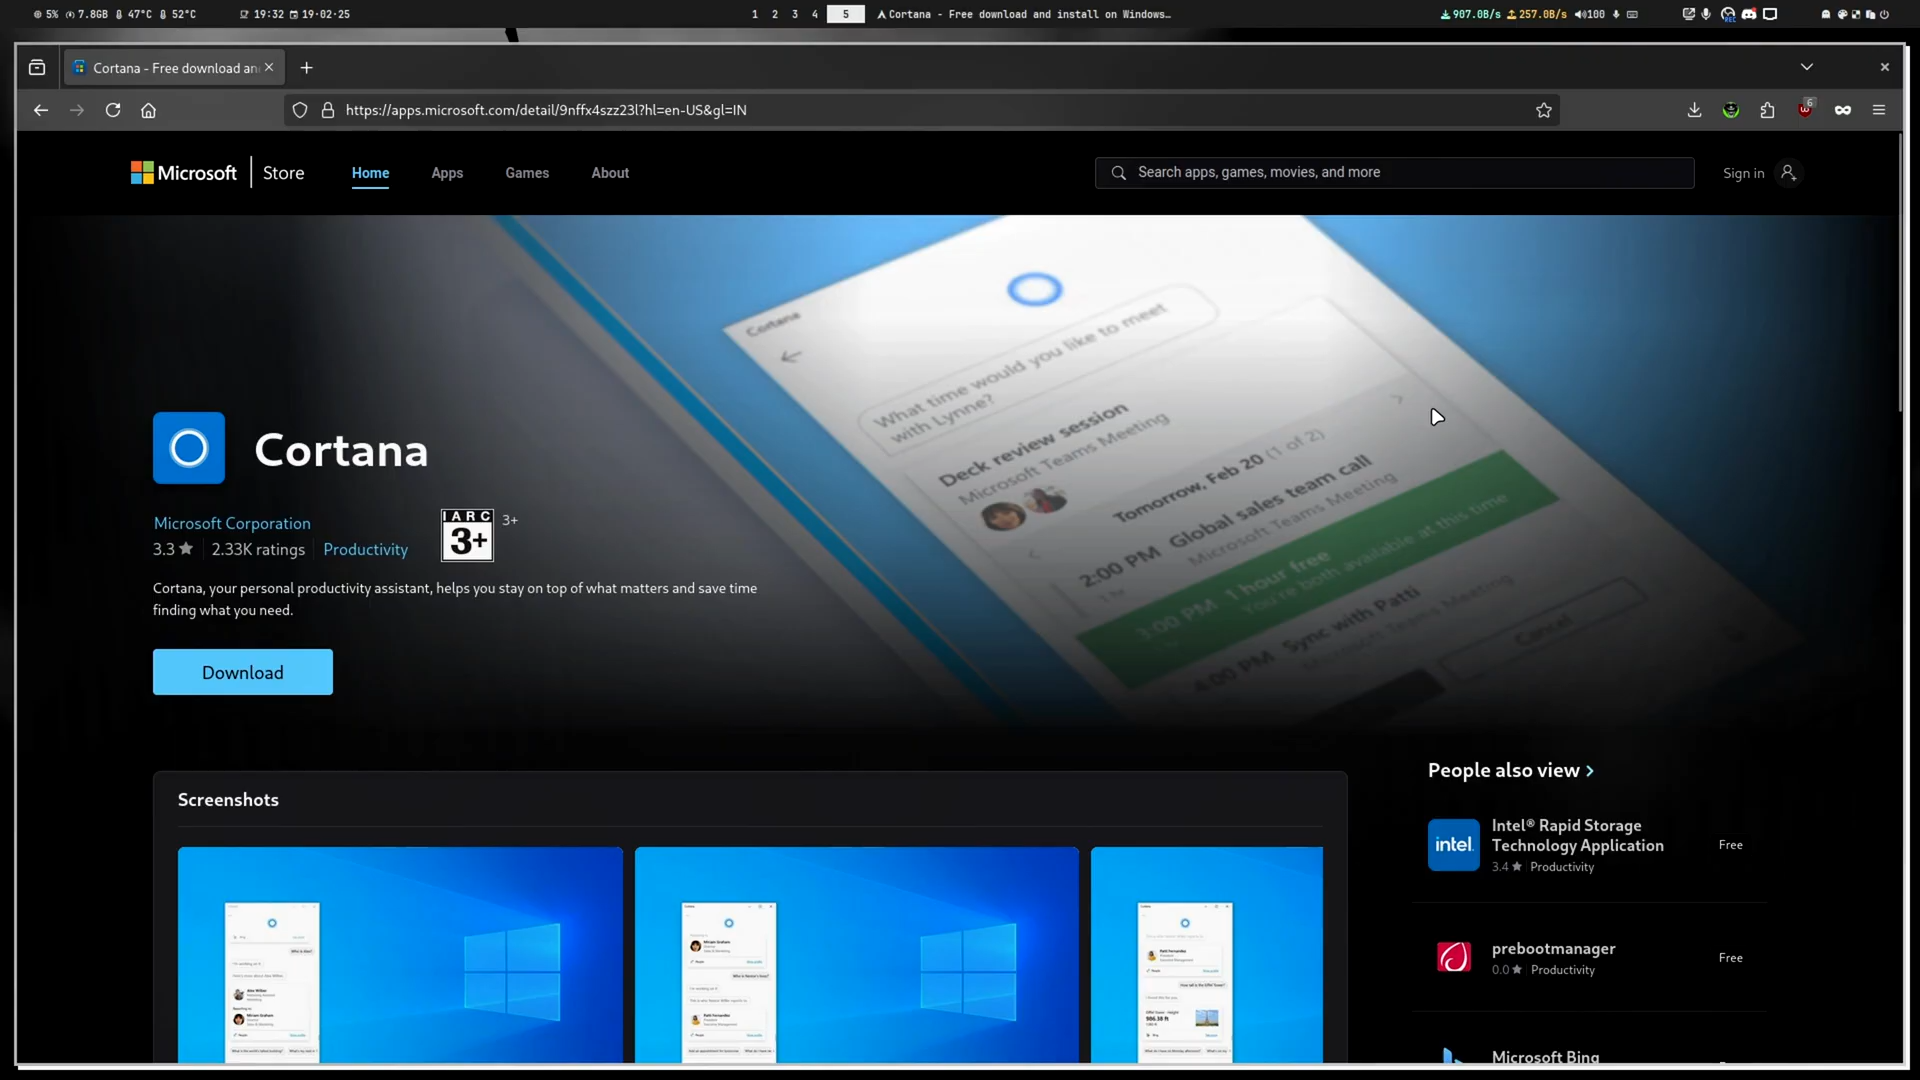 5% 7.8GB 47°C 52°C 19:32 19-02-25
1 2 3 4 5 Cortana - Free download and install on Windows…
907.0B/s 257.0B/s 100
Cortana - Free download an
https://apps.microsoft.com/detail/9nffx4szz23l?hl=en-US&gl=IN
6
Microsoft Store Home Apps Games About Search apps, games, movies, and more Sign in
Cortana
What time would you like to meet
with Lynne?
Deck review session
Microsoft Teams Meeting
Tomorrow, Feb 20 (1 of 2)
2:00 PM Global sales team call
1 hr Microsoft Teams Meeting
3:00 PM 1 hour free
You're both available at this time
4:00 PM Sync with Patti
Microsoft Teams Meeting
Cancel
Cortana
Microsoft Corporation
3.3 2.33K ratings Productivity
IARC
3+
3+
Cortana, your personal productivity assistant, helps you stay on top of what matters and save time
finding what you need.
Download
Screenshots
People also view
intel.
Intel® Rapid Storage
Technology Application
3.4 Productivity
Free
prebootmanager
0.0 Productivity
Free
Microsoft Bing